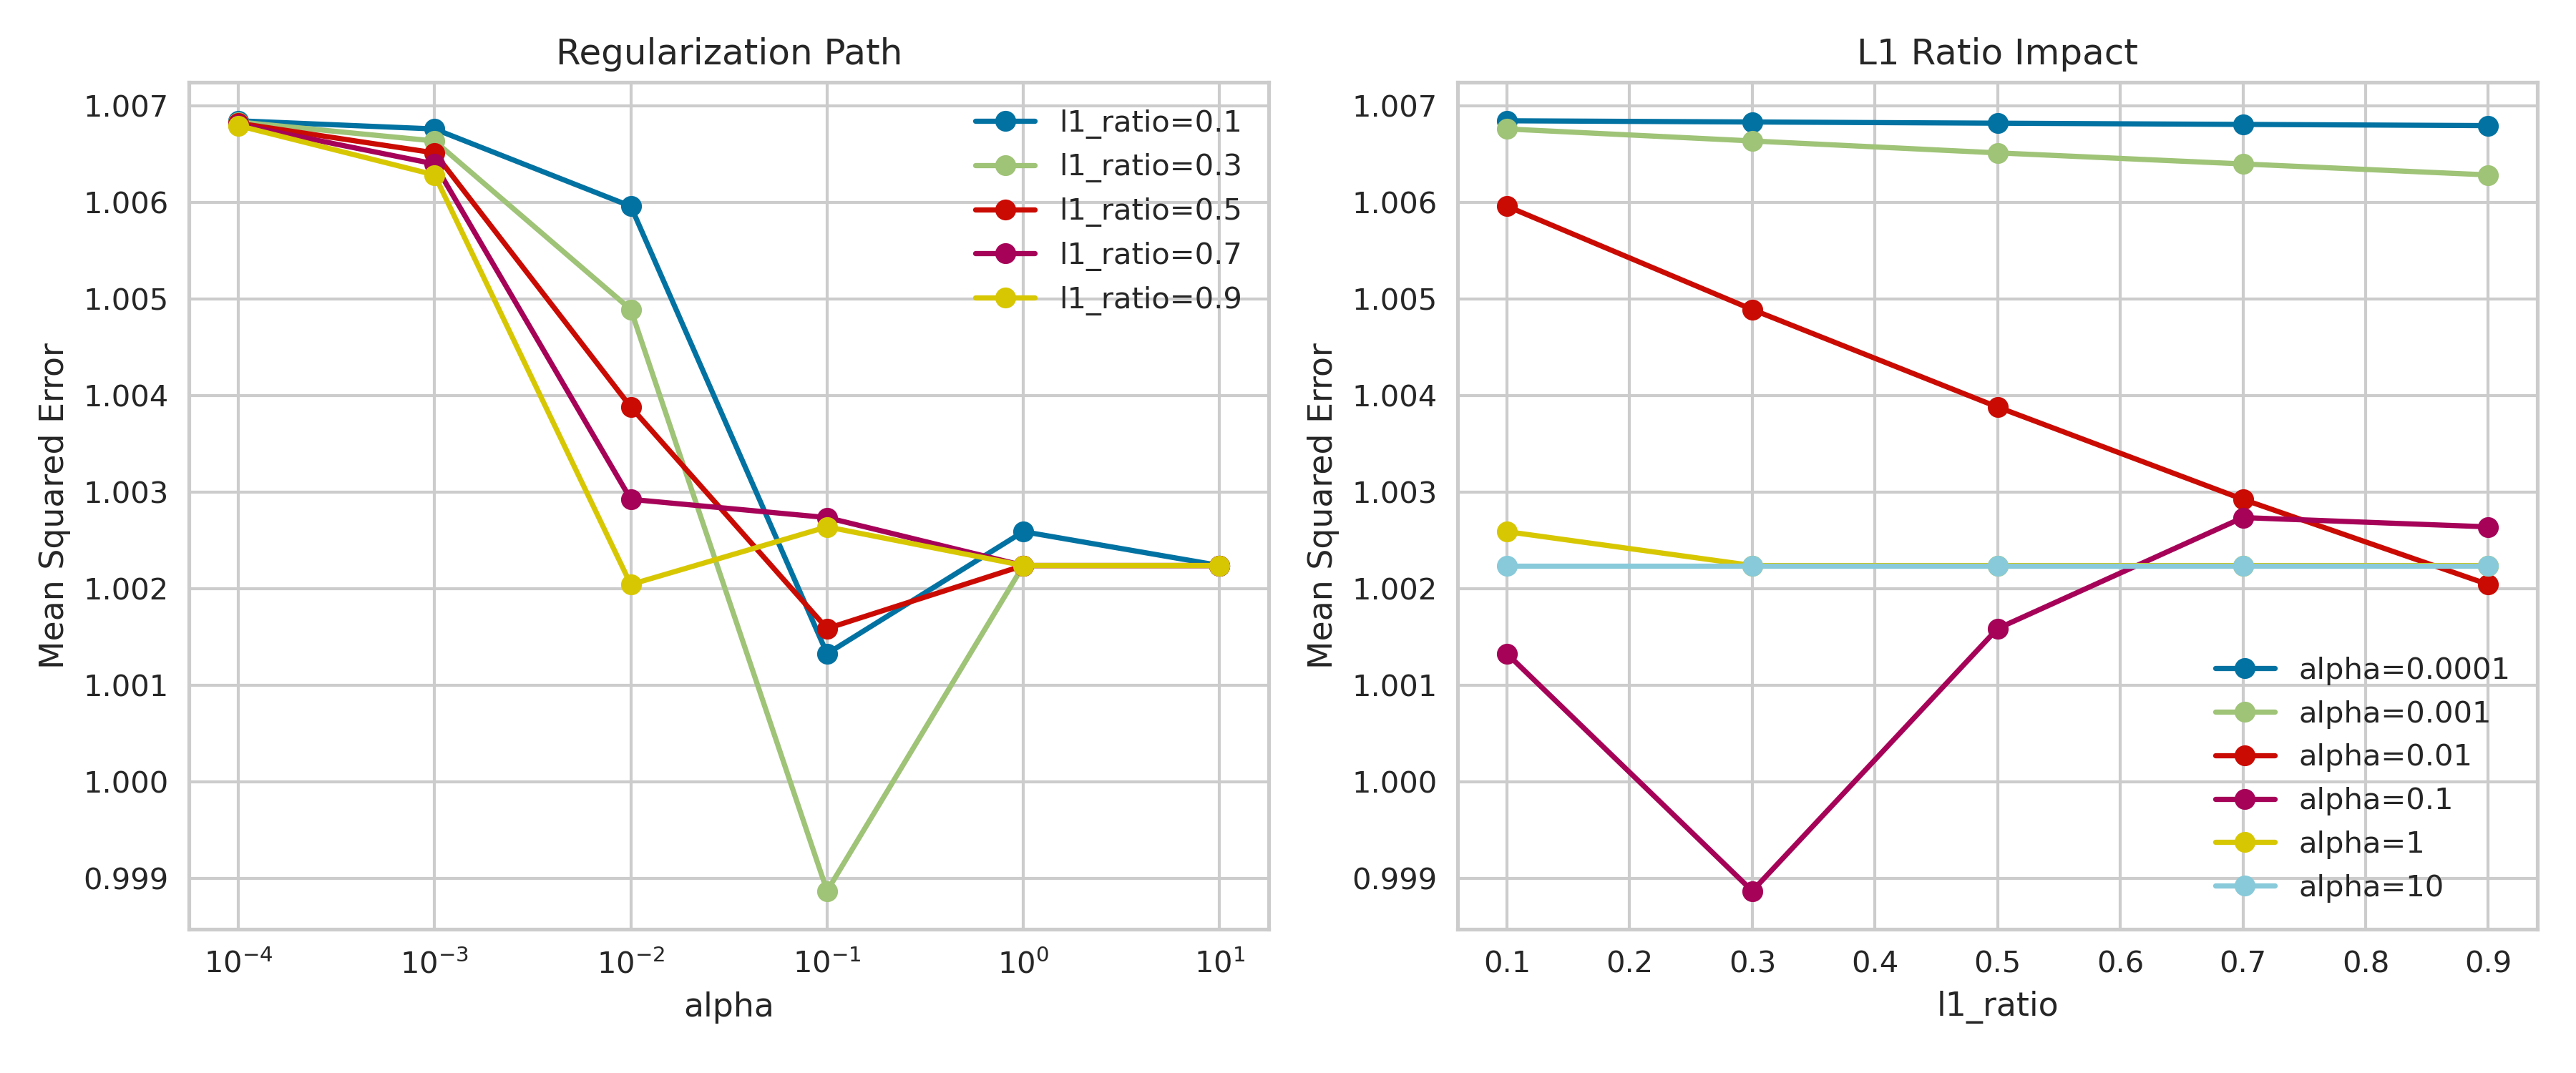 Regularization Path
1.007
1.006
1.005
1.004
1.003
1.002
1.001
1.000
0.999
Mean Squared Error
10⁻⁴ 10⁻³ 10⁻² 10⁻¹ 10⁰ 10¹
alpha
l1_ratio=0.1
l1_ratio=0.3
l1_ratio=0.5
l1_ratio=0.7
l1_ratio=0.9
L1 Ratio Impact
1.007
1.006
1.005
1.004
1.003
1.002
1.001
1.000
0.999
Mean Squared Error
0.1 0.2 0.3 0.4 0.5 0.6 0.7 0.8 0.9
l1_ratio
alpha=0.0001
alpha=0.001
alpha=0.01
alpha=0.1
alpha=1
alpha=10